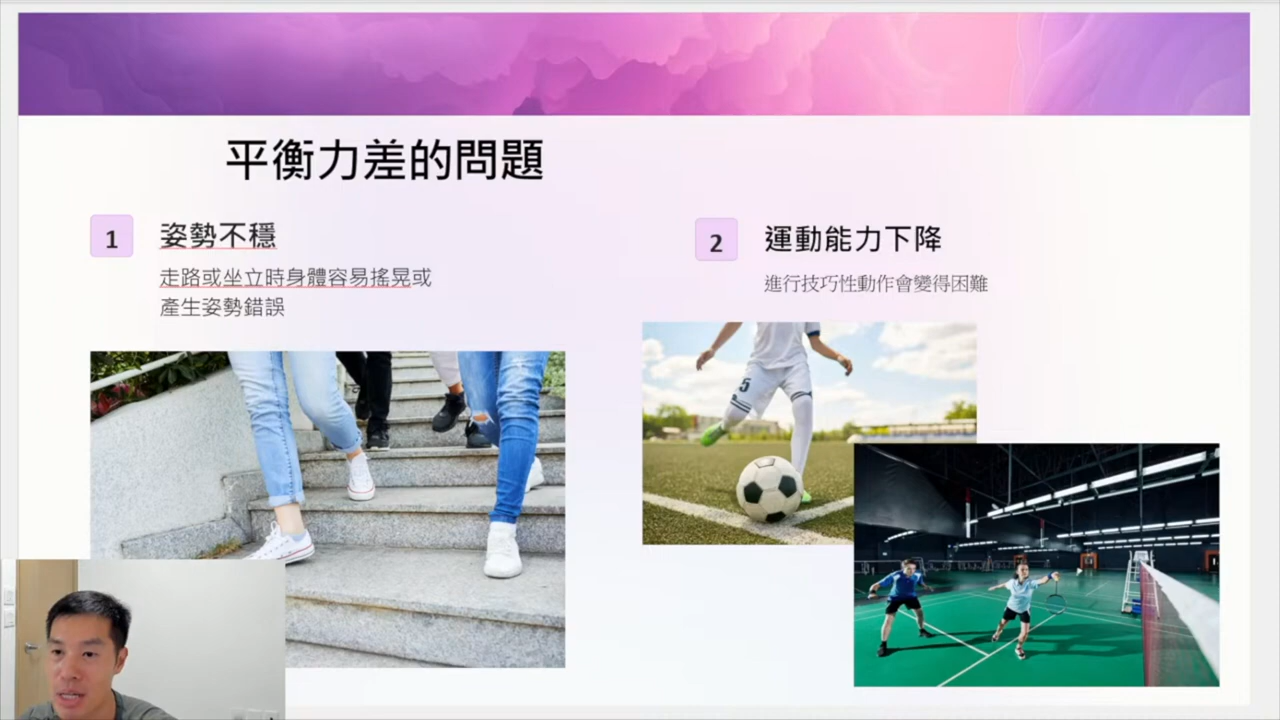 平衡力差的問題
1
姿勢不穩
走路或坐立時身體容易搖晃或
產生姿勢錯誤
2
運動能力下降
進行技巧性動作會變得困難
5